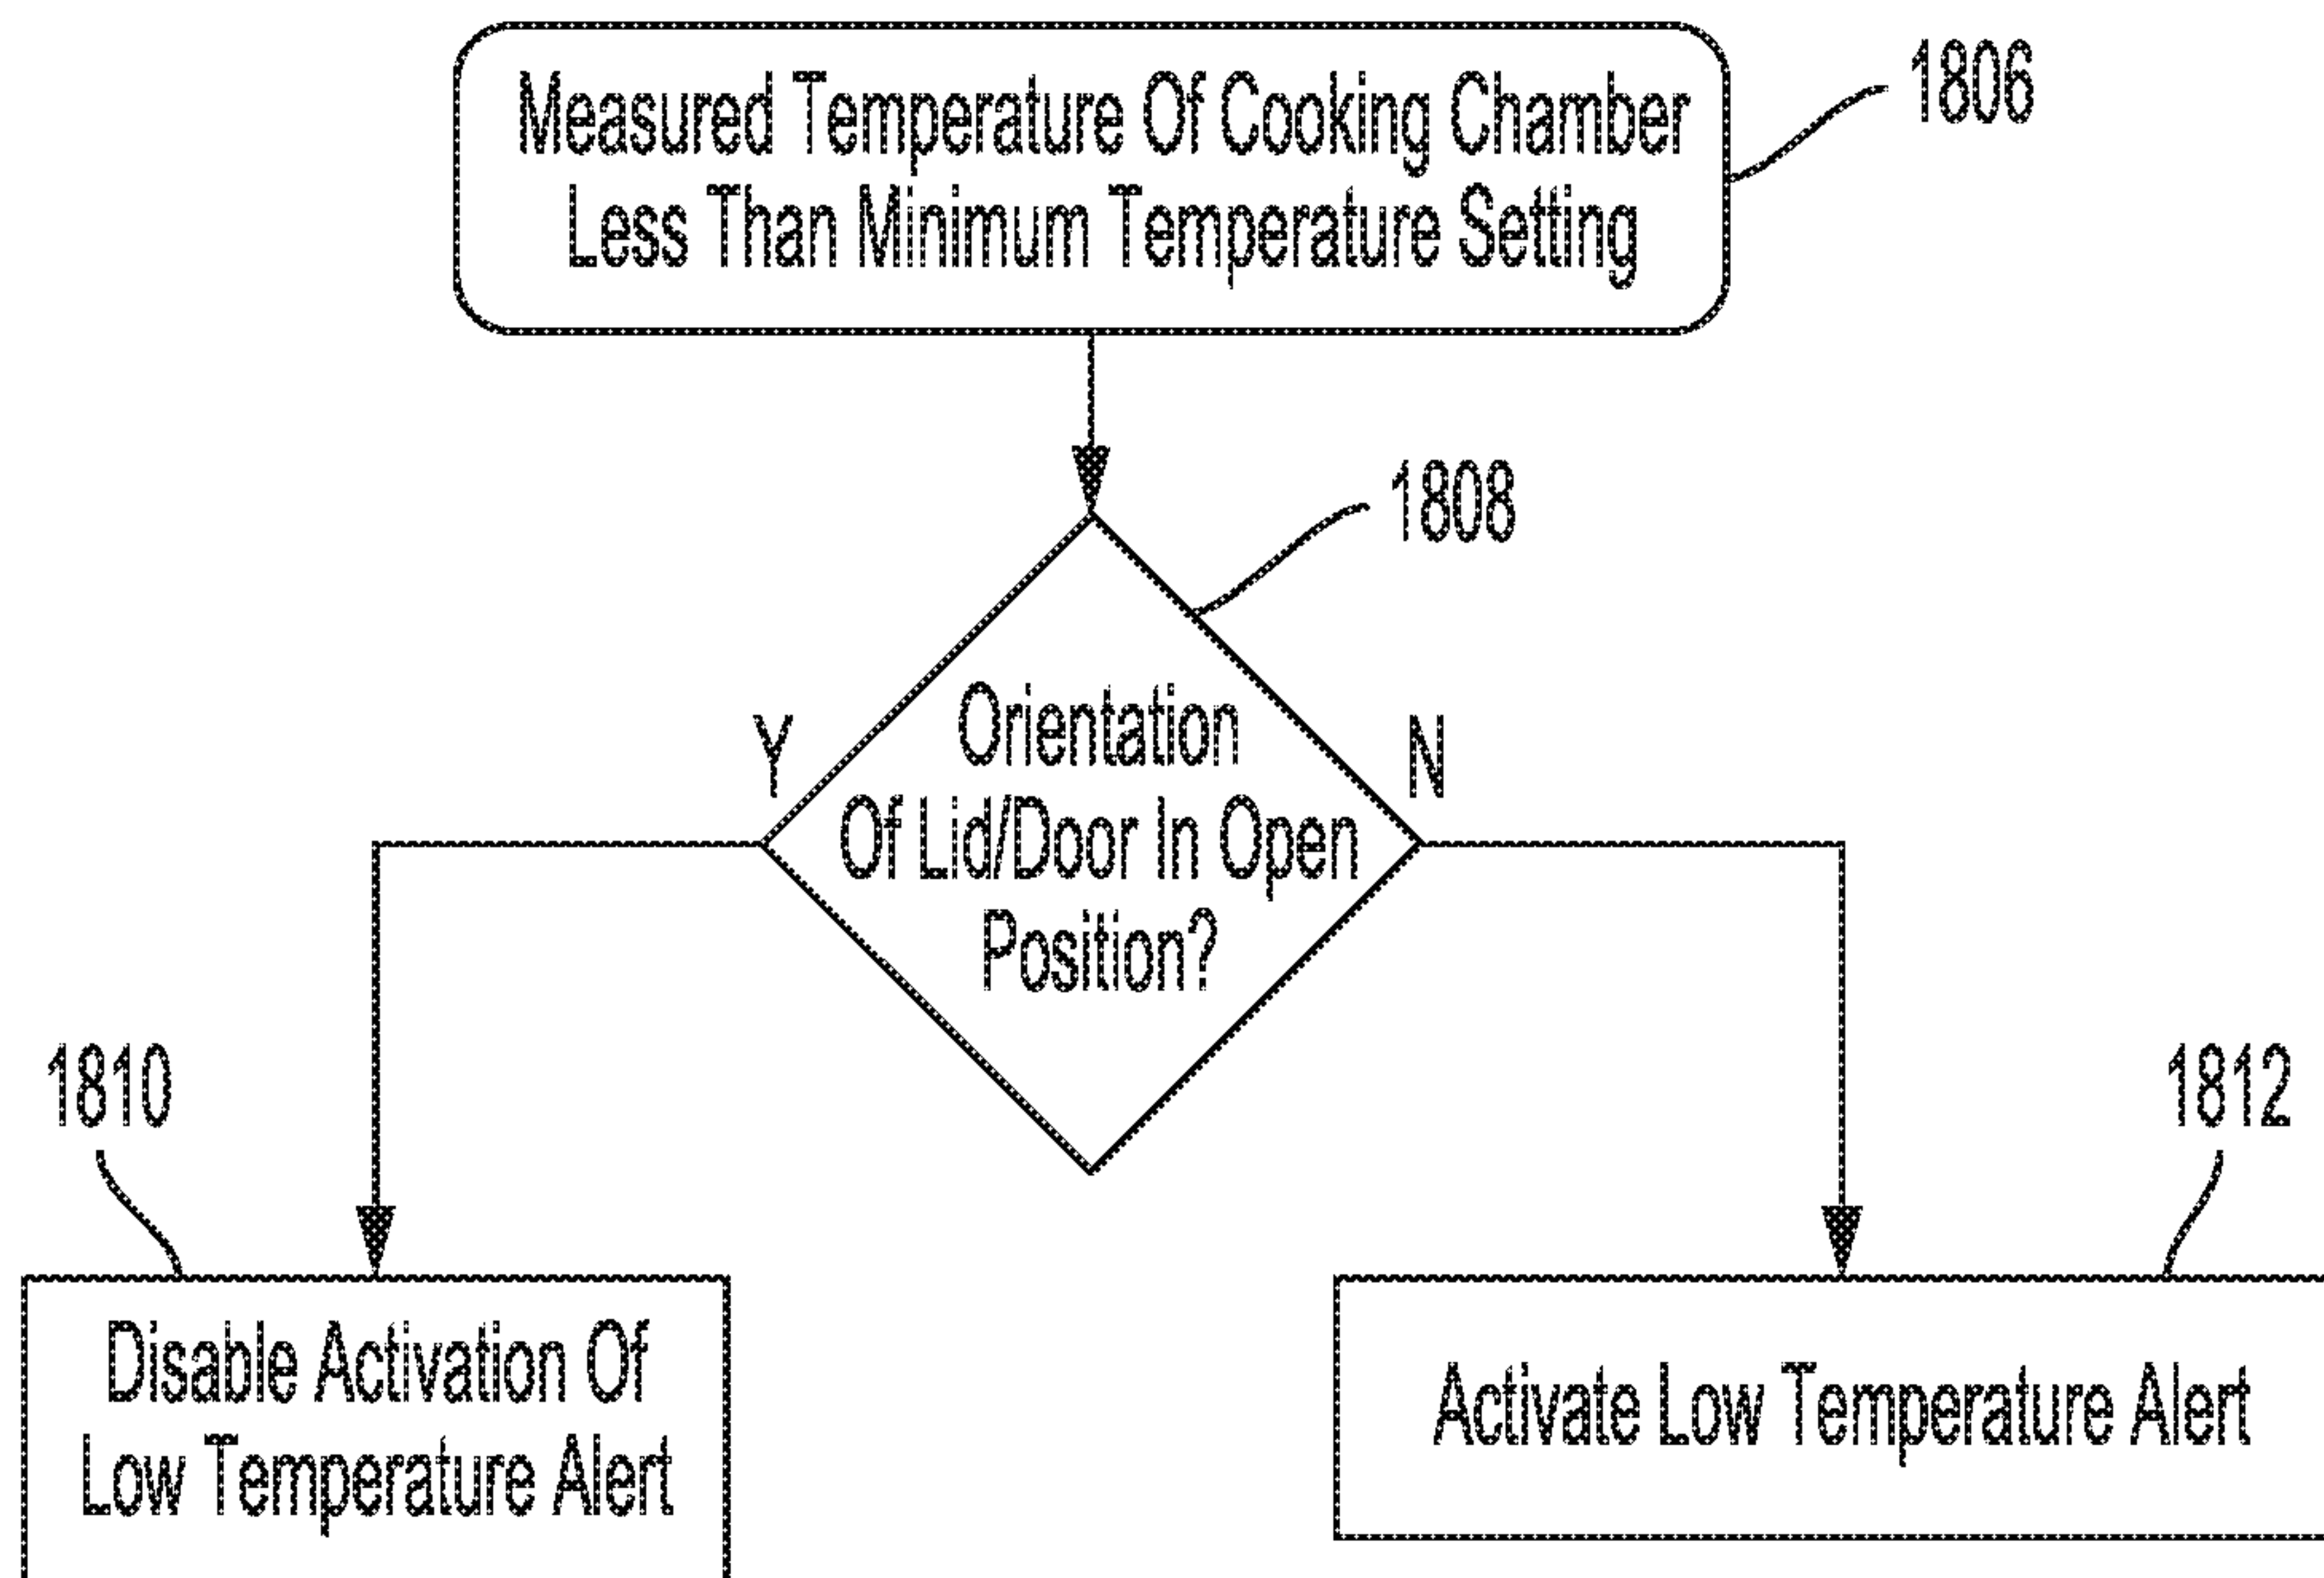 Measured Temperature Of Cooking Chamber
Less Than Minimum Temperature Setting
1806
1808
Orientation
Of Lid/Door In Open
Position?
Y
N
1810
1812
Disable Activation Of
Low Temperature Alert
Activate Low Temperature Alert